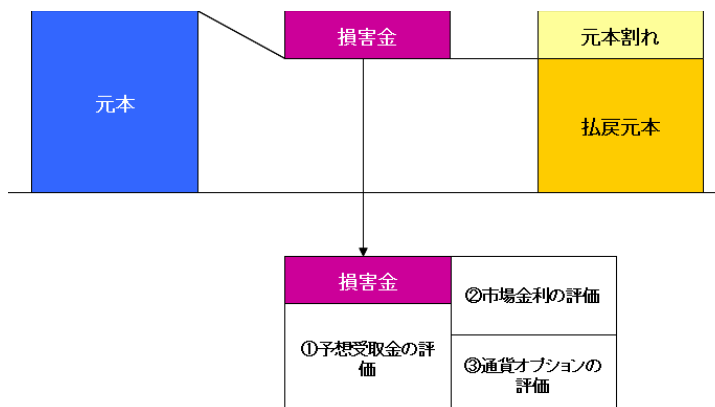 元本
損害金
元本割れ
払戻元本
損害金
①予想受取金の評
価
②市場金利の評価
③通貨オプションの
評価